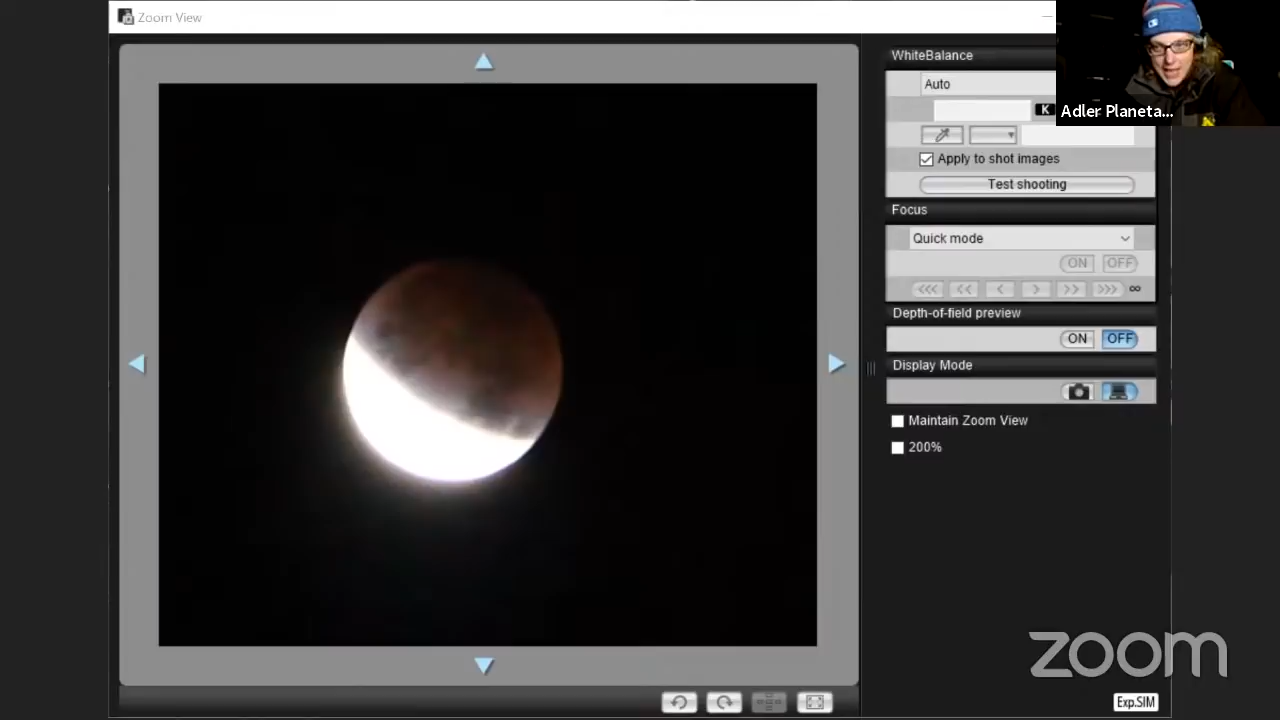 Zoom View
WhiteBalance
Auto
K
Adler Planeta...
Apply to shot images
Test shooting
Focus
Quick mode
ON OFF
<<< << < > >> >>> ∞
Depth-of-field preview
ON OFF
Display Mode
Maintain Zoom View
200%
zoom
Exp.SIM